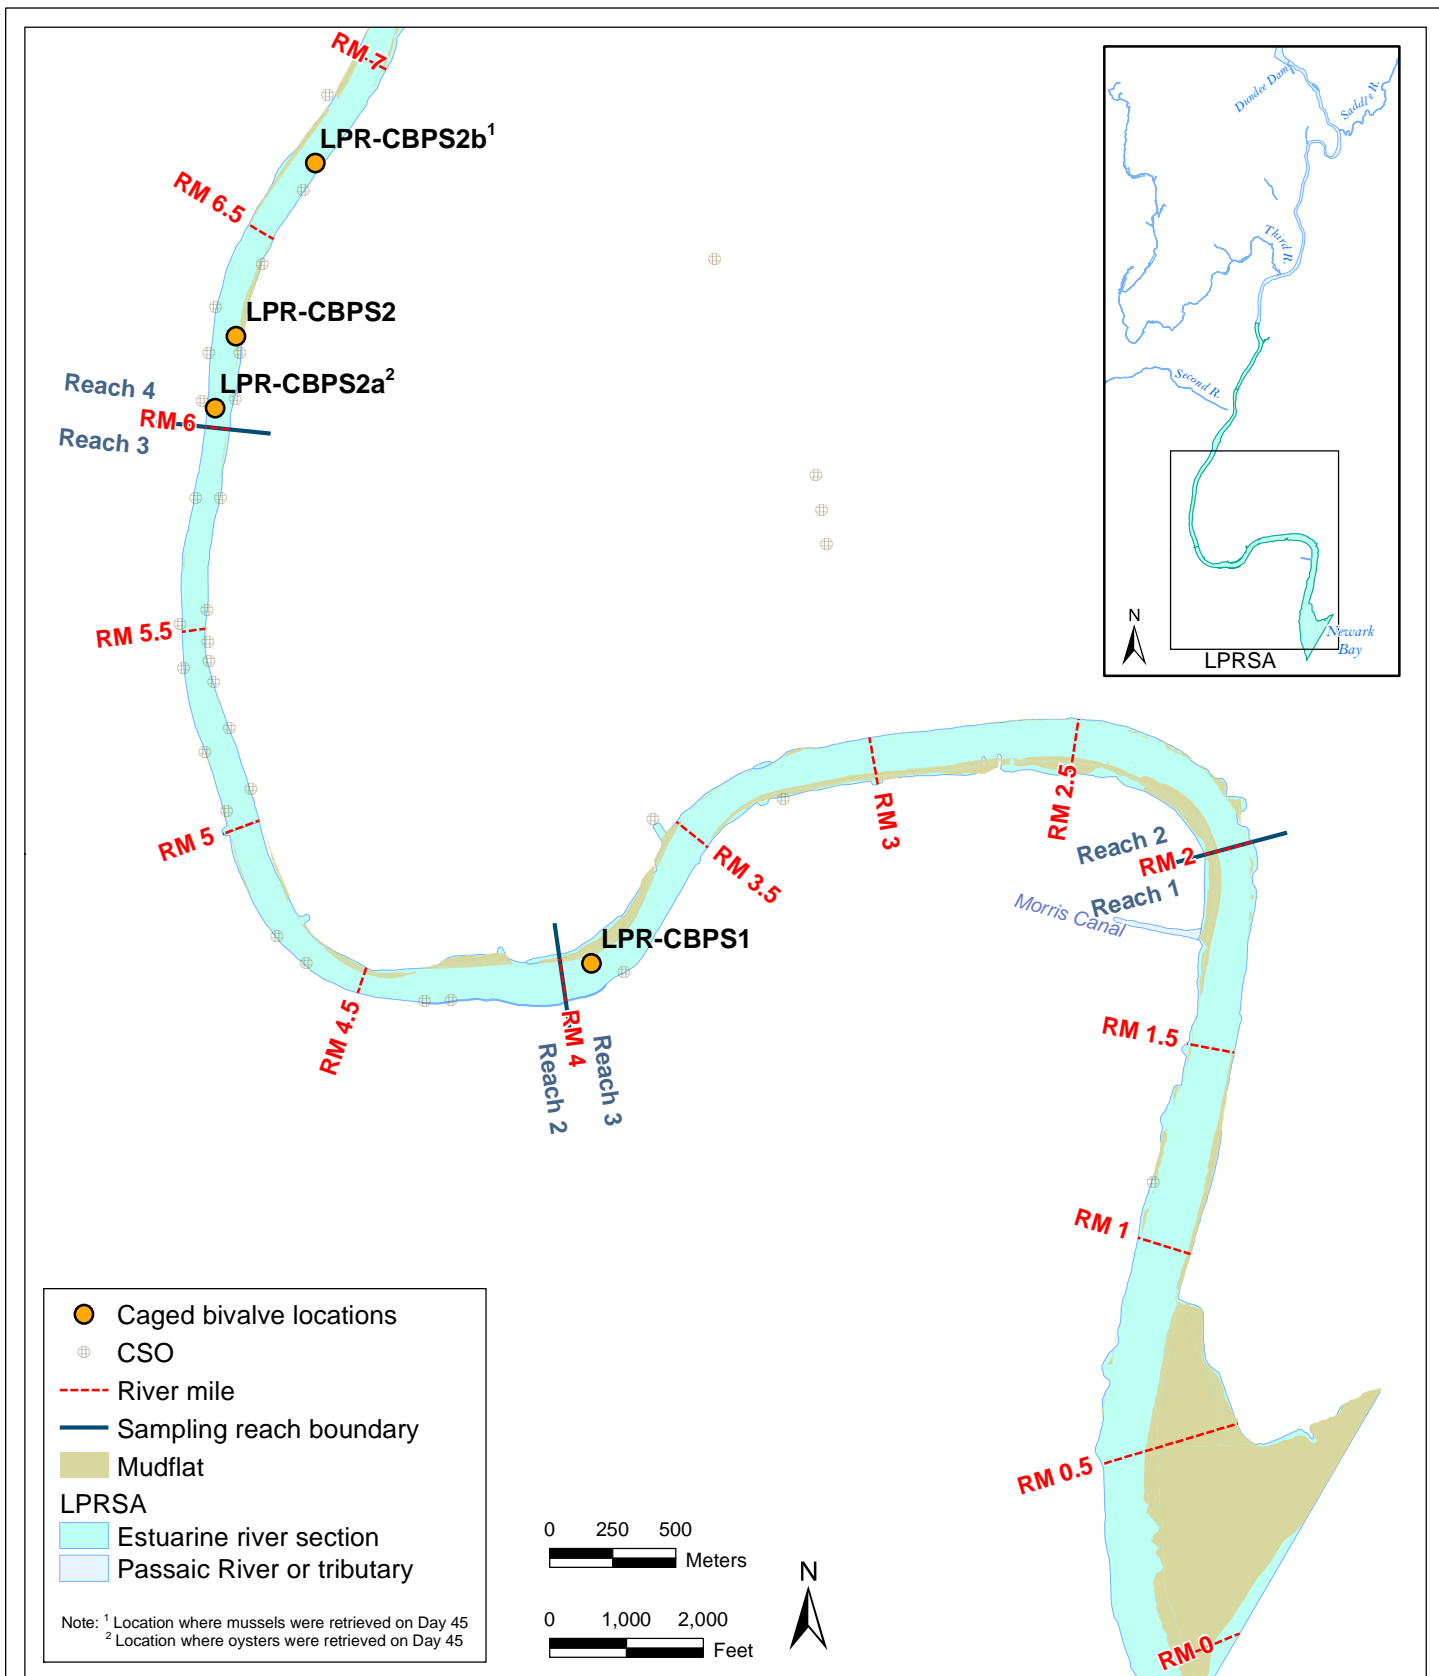 RM 7
LPR-CBPS2b1
RM 6.5
LPR-CBPS2
LPR-CBPS2a2
Reach 4
RM 6
Reach 3
RM 5.5
RM 5
RM 4.5
RM 4
Reach 2
Reach 3
LPR-CBPS1
RM 3.5
RM 3
RM 2.5
Reach 2
RM 2
Reach 1
Morris Canal
RM 1.5
RM 1
RM 0.5
RM 0
Dundee Dam
Saddle R.
Third R.
Second R.
Newark
Bay
N
LPRSA
Caged bivalve locations
CSO
River mile
Sampling reach boundary
Mudflat
LPRSA
Estuarine river section
Passaic River or tributary
Note: 1 Location where mussels were retrieved on Day 45
2 Location where oysters were retrieved on Day 45
0 250 500
Meters
0 1,000 2,000
Feet
N